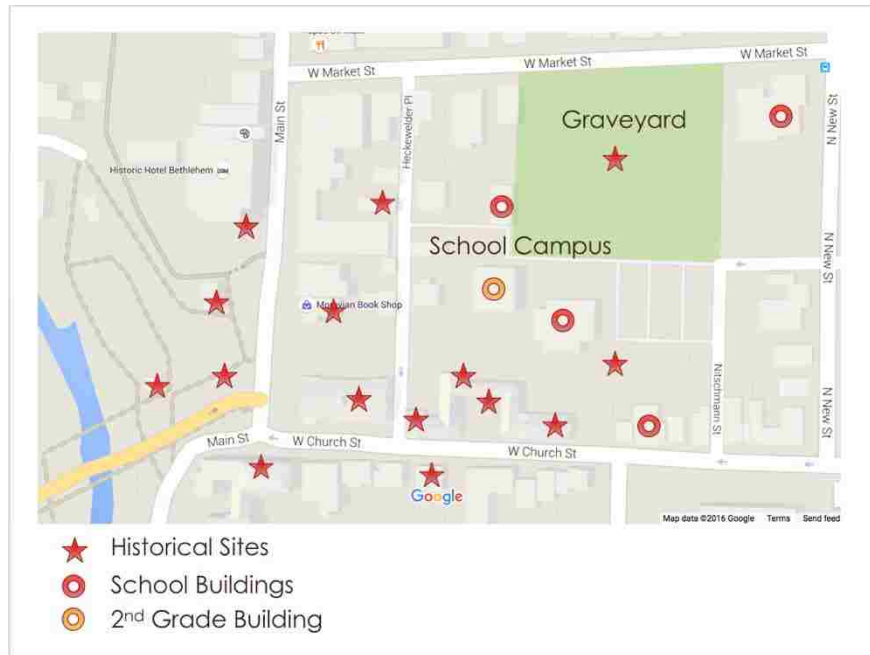 W Market St
W Market St
W Market St
Main St
Heckewelder Pl
Graveyard
N New St
Historic Hotel Bethlehem
School Campus
N New St
Moravian Book Shop
Nitschmann St
N New St
Main St
W Church St
W Church St
Google
Map data ©2016 Google Terms Send feed
Historical Sites
School Buildings
2nd Grade Building